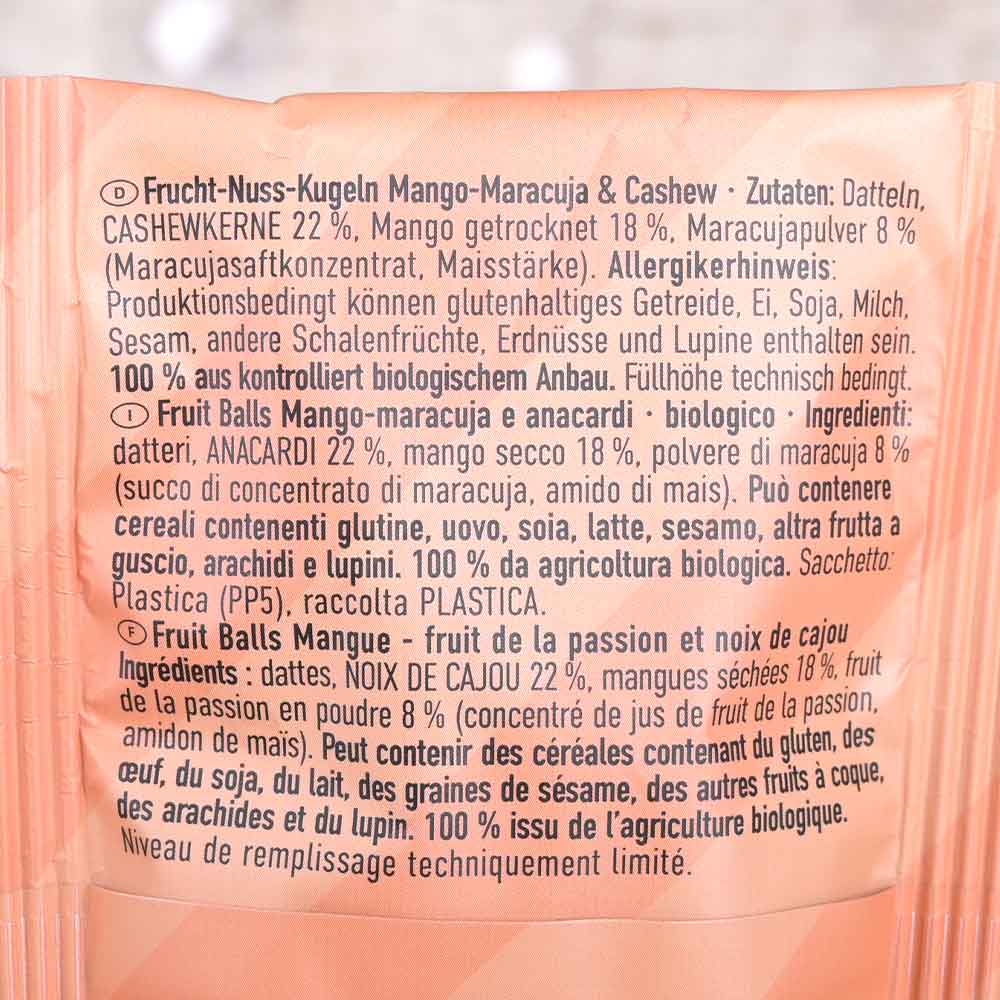 D Frucht-Nuss-Kugeln Mango-Maracuja & Cashew · Zutaten: Datteln,
CASHEWKERNE 22 %, Mango getrocknet 18 %, Maracujapulver 8 %
(Maracujasaftkonzentrat, Maisstärke). Allergikerhinweis:
Produktionsbedingt können glutenhaltiges Getreide, Ei, Soja, Milch,
Sesam, andere Schalenfrüchte, Erdnüsse und Lupine enthalten sein.
100 % aus kontrolliert biologischem Anbau. Füllhöhe technisch bedingt.
I Fruit Balls Mango-maracuja e anacardi · biologico · Ingredienti:
datteri, ANACARDI 22 %, mango secco 18 %, polvere di maracuja 8 %
(succo di concentrato di maracuja, amido di mais). Può contenere
cereali contenenti glutine, uovo, soia, latte, sesamo, altra frutta a
guscio, arachidi e lupini. 100 % da agricoltura biologica. Sacchetto:
Plastica (PP5), raccolta PLASTICA.
F Fruit Balls Mangue - fruit de la passion et noix de cajou
Ingrédients : dattes, NOIX DE CAJOU 22 %, mangues séchées 18 %, fruit
de la passion en poudre 8 % (concentré de jus de fruit de la passion,
amidon de maïs). Peut contenir des céréales contenant du gluten, des
œuf, du soja, du lait, des graines de sésame, des autres fruits à coque,
des arachides et du lupin. 100 % issu de l'agriculture biologique.
Niveau de remplissage techniquement limité.